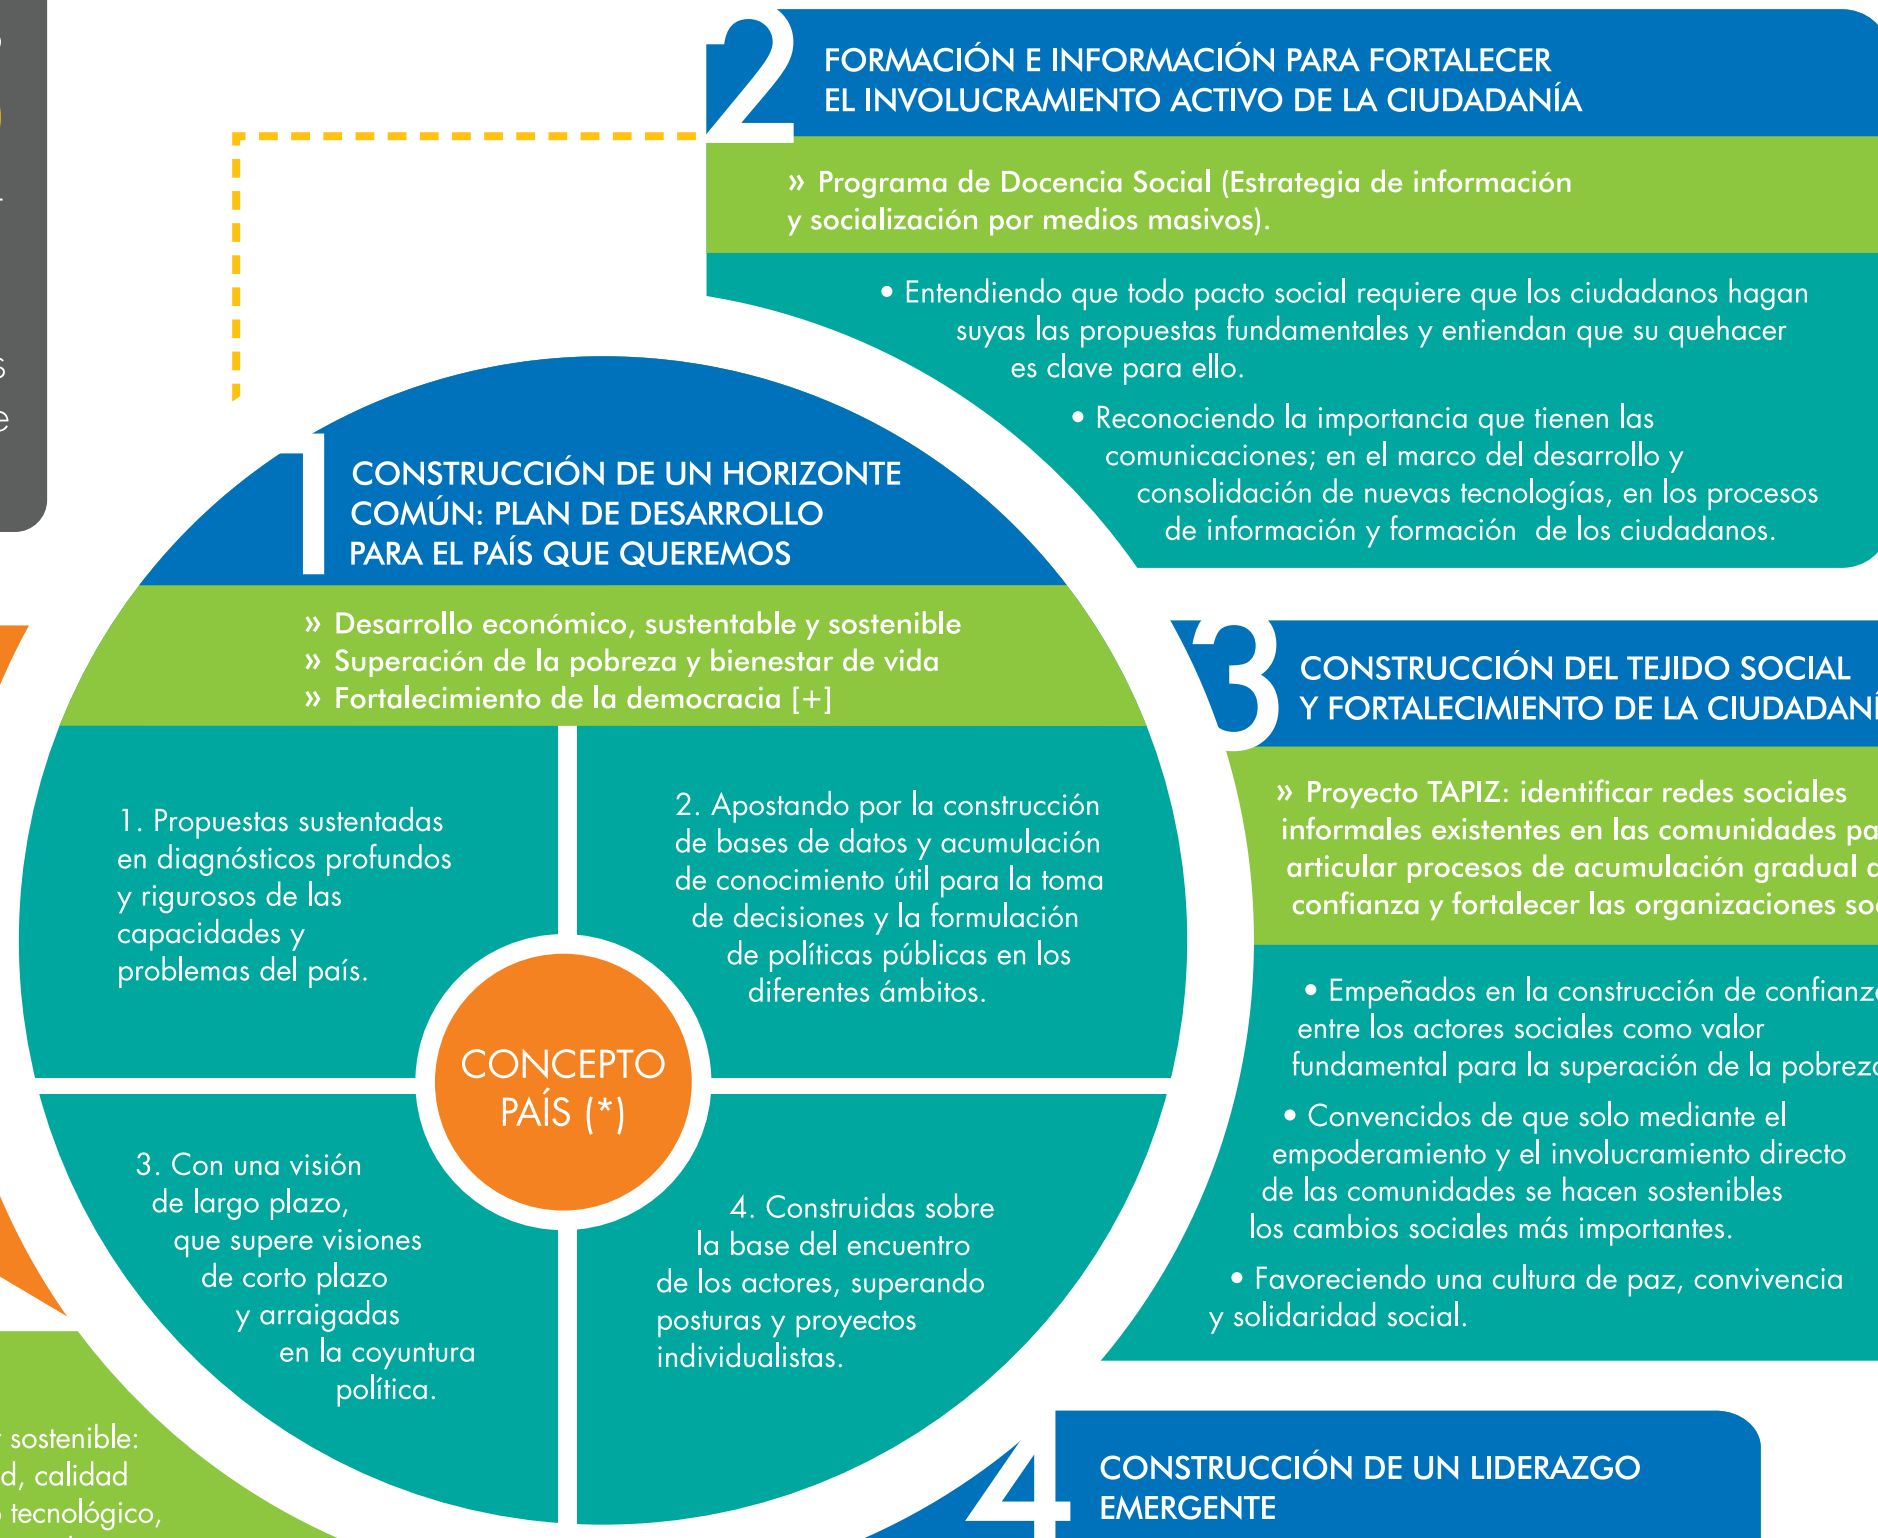 2
FORMACIÓN E INFORMACIÓN PARA FORTALECER
EL INVOLUCRAMIENTO ACTIVO DE LA CIUDADANÍA
» Programa de Docencia Social (Estrategia de información
y socialización por medios masivos).
• Entendiendo que todo pacto social requiere que los ciudadanos hagan
suyas las propuestas fundamentales y entiendan que su quehacer
es clave para ello.
• Reconociendo la importancia que tienen las
comunicaciones; en el marco del desarrollo y
consolidación de nuevas tecnologías, en los procesos
de información y formación de los ciudadanos.
1
CONSTRUCCIÓN DE UN HORIZONTE
COMÚN: PLAN DE DESARROLLO
PARA EL PAÍS QUE QUEREMOS
» Desarrollo económico, sustentable y sostenible
» Superación de la pobreza y bienestar de vida
» Fortalecimiento de la democracia [+]
1. Propuestas sustentadas
en diagnósticos profundos
y rigurosos de las
capacidades y
problemas del país.
2. Apostando por la construcción
de bases de datos y acumulación
de conocimiento útil para la toma
de decisiones y la formulación
de políticas públicas en los
diferentes ámbitos.
CONCEPTO
PAÍS (*)
3. Con una visión
de largo plazo,
que supere visiones
de corto plazo
y arraigadas
en la coyuntura
política.
4. Construidas sobre
la base del encuentro
de los actores, superando
posturas y proyectos
individualistas.
3
CONSTRUCCIÓN DEL TEJIDO SOCIAL
Y FORTALECIMIENTO DE LA
» Proyecto TAPIZ: identificar redes sociales
informales existentes en las comunidades
articular procesos de acumulación gradual
confianza y fortalecer las organizaciones
• Empeñados en la construcción de
entre los actores sociales como valor
fundamental para la superación de la
• Convencidos de que solo mediante el
empoderamiento y el involucramiento directo
de las comunidades se hacen sostenibles
los cambios sociales más importantes.
• Favoreciendo una cultura de paz, convivencia
y solidaridad social.
4
CONSTRUCCIÓN DE UN LIDERAZGO
EMERGENTE
sostenible:
calidad
tecnológico,